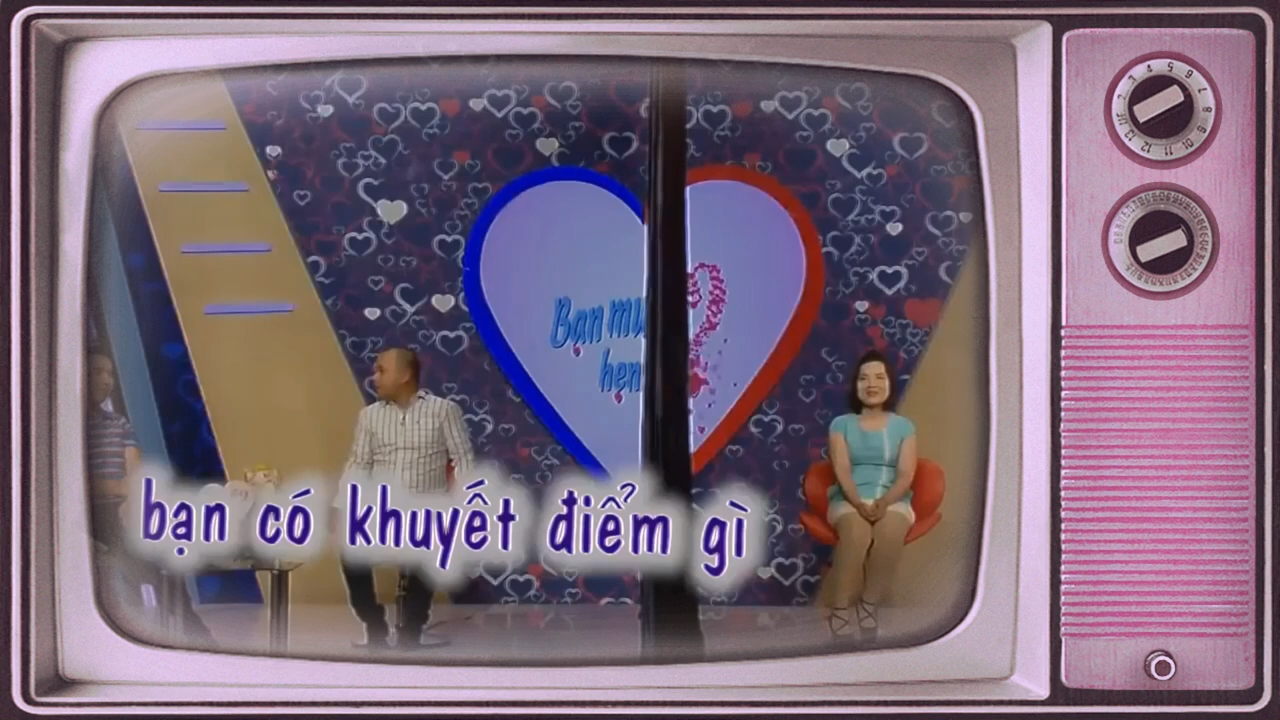 Bạn mu
hẹn
bạn có khuyết điểm gì